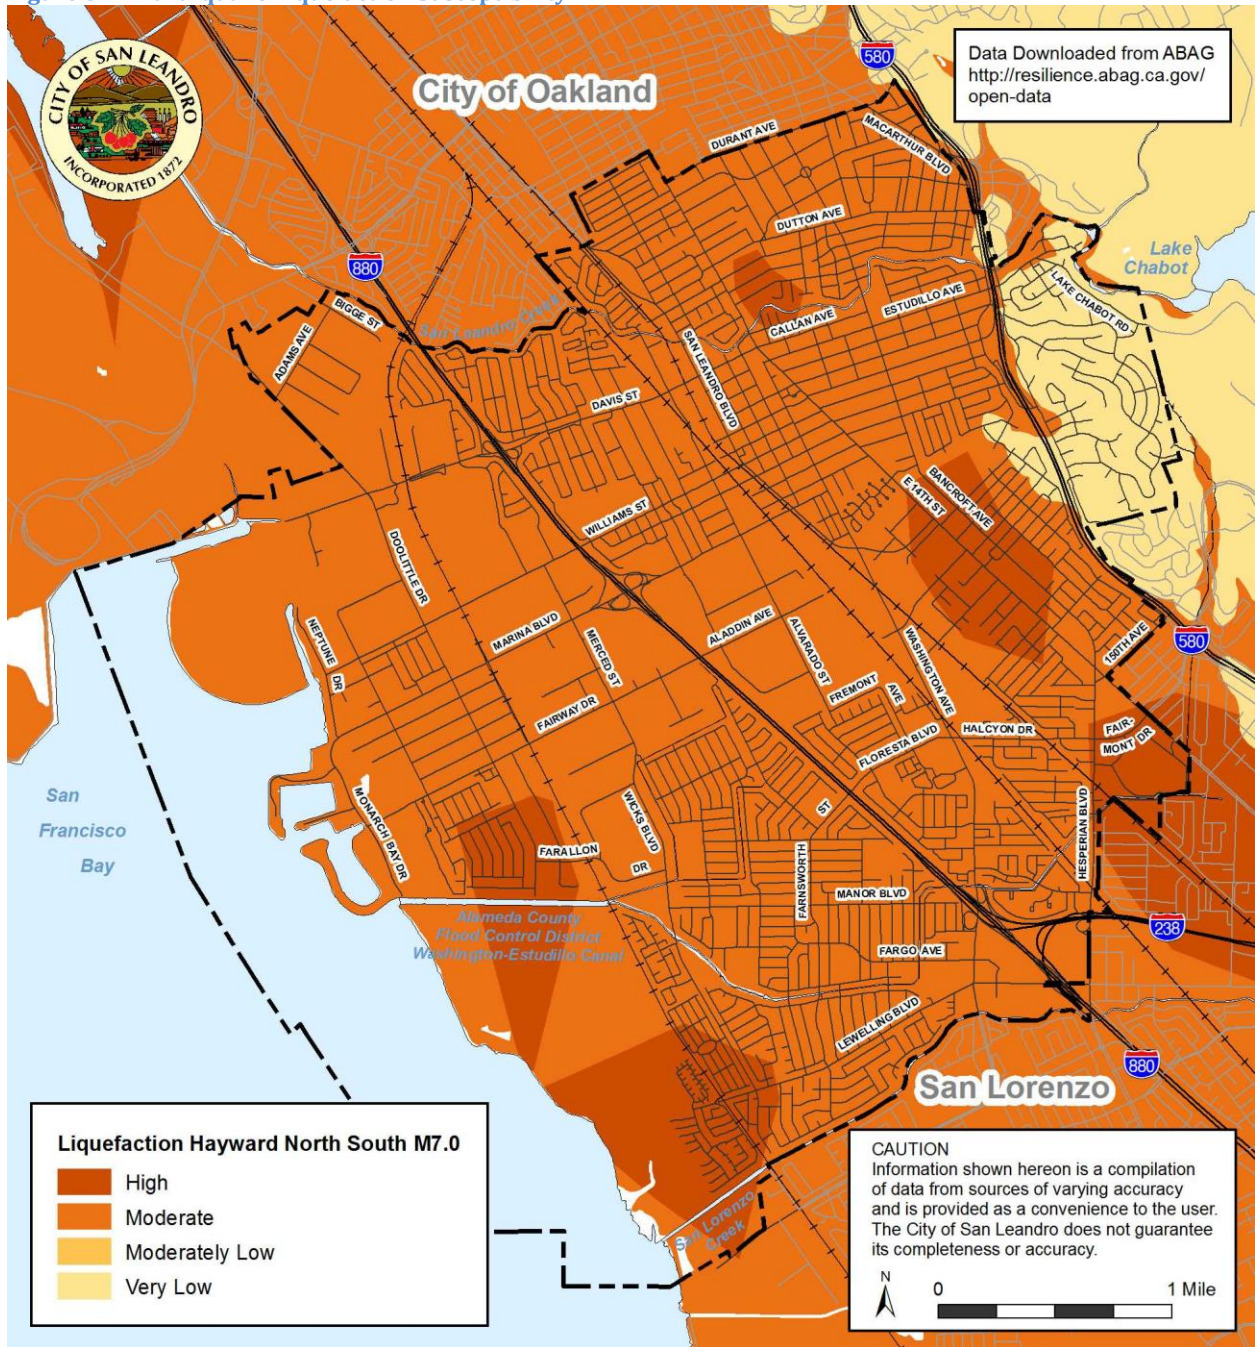 CITY OF SAN LEANDRO
INCORPORATED 1872
City of Oakland
580
Data Downloaded from ABAG
http://resilience.abag.ca.gov/
open-data
DURANT AVE
MACARTHUR BLVD
DUTTON AVE
Lake
Chabot
880
LAKE CHABOT RD
BIGGE ST
San Leandro Creek
ESTUDILLO AVE
CALLAN AVE
ADAMS AVE
SAN LEANDRO BLVD
DAVIS ST
BANCROFT AVE
E 14TH ST
WILLIAMS ST
DOOLITTLE DR
NEPTUNE DR
MARINA BLVD
MERCED ST
ALADDIN AVE
ALVARADO ST
WASHINGTON AVE
150TH AVE
580
FREMONT AVE
FAIRWAY DR
FLORESTA BLVD
HALCYON DR
FAIR-
MONT DR
San
Francisco
Bay
MONARCH BAY DR
WICKS BLVD
ST
HESPERIAN BLVD
FARALLON DR
FARNSWORTH
MANOR BLVD
Alameda County
Flood Control District
Washington-Estudillo Canal
238
FARGO AVE
LEWELLING BLVD
880
San Lorenzo
San Lorenzo
Creek
Liquefaction Hayward North South M7.0
High
Moderate
Moderately Low
Very Low
CAUTION
Information shown hereon is a compilation
of data from sources of varying accuracy
and is provided as a convenience to the user.
The City of San Leandro does not guarantee
its completeness or accuracy.
N
0 1 Mile